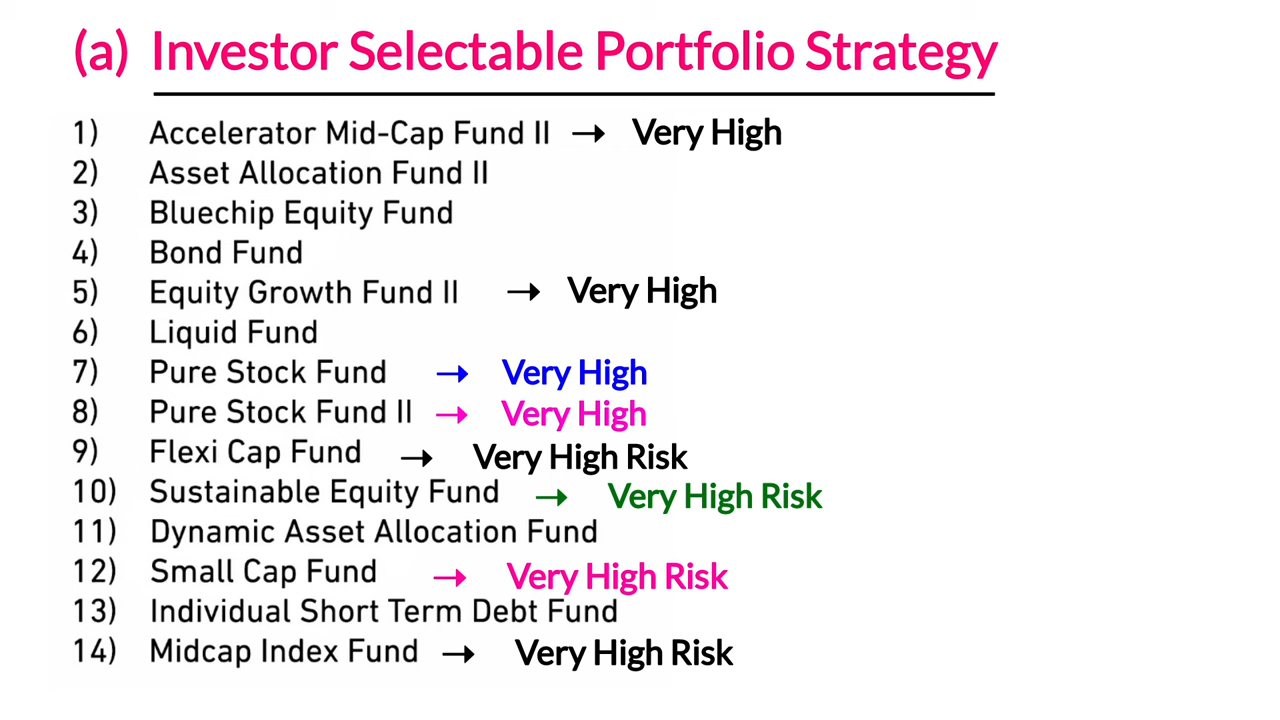 (a) Investor Selectable Portfolio Strategy
1) Accelerator Mid-Cap Fund II → Very High
2) Asset Allocation Fund II
3) Bluechip Equity Fund
4) Bond Fund
5) Equity Growth Fund II → Very High
6) Liquid Fund
7) Pure Stock Fund → Very High
8) Pure Stock Fund II → Very High
9) Flexi Cap Fund → Very High Risk
10) Sustainable Equity Fund → Very High Risk
11) Dynamic Asset Allocation Fund
12) Small Cap Fund → Very High Risk
13) Individual Short Term Debt Fund
14) Midcap Index Fund → Very High Risk